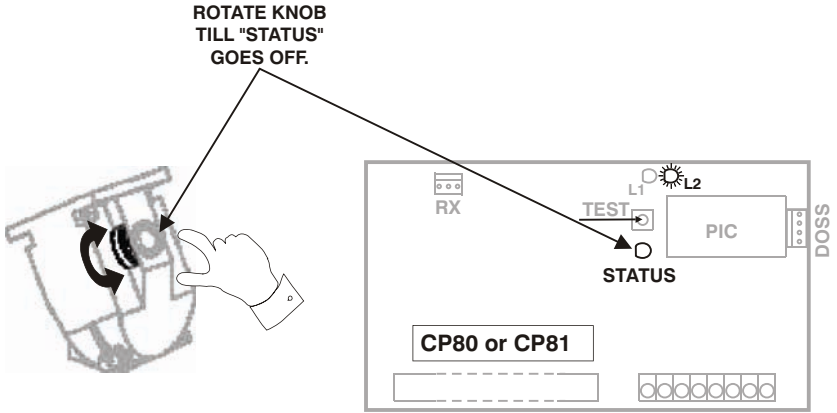 ROTATE KNOB
TILL "STATUS"
GOES OFF.
L1
L2
RX
TEST
PIC
DOSS
STATUS
CP80 or CP81